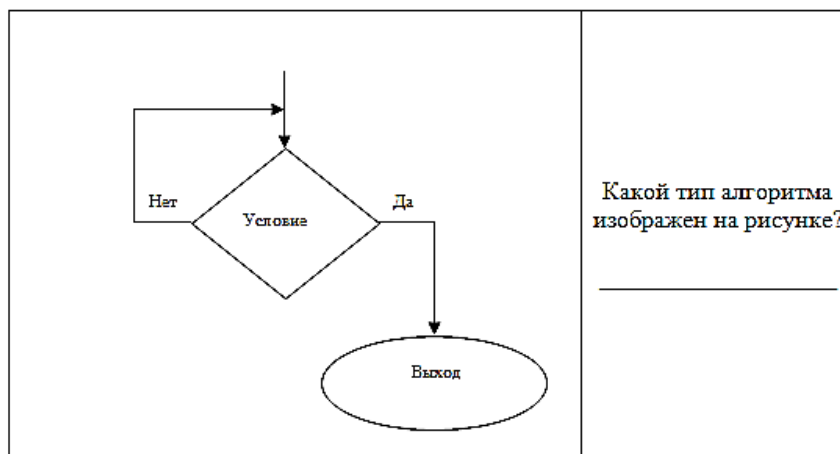 Нет
Условие
Да
Выход
Какой тип алгоритма
изображен на рисунке?